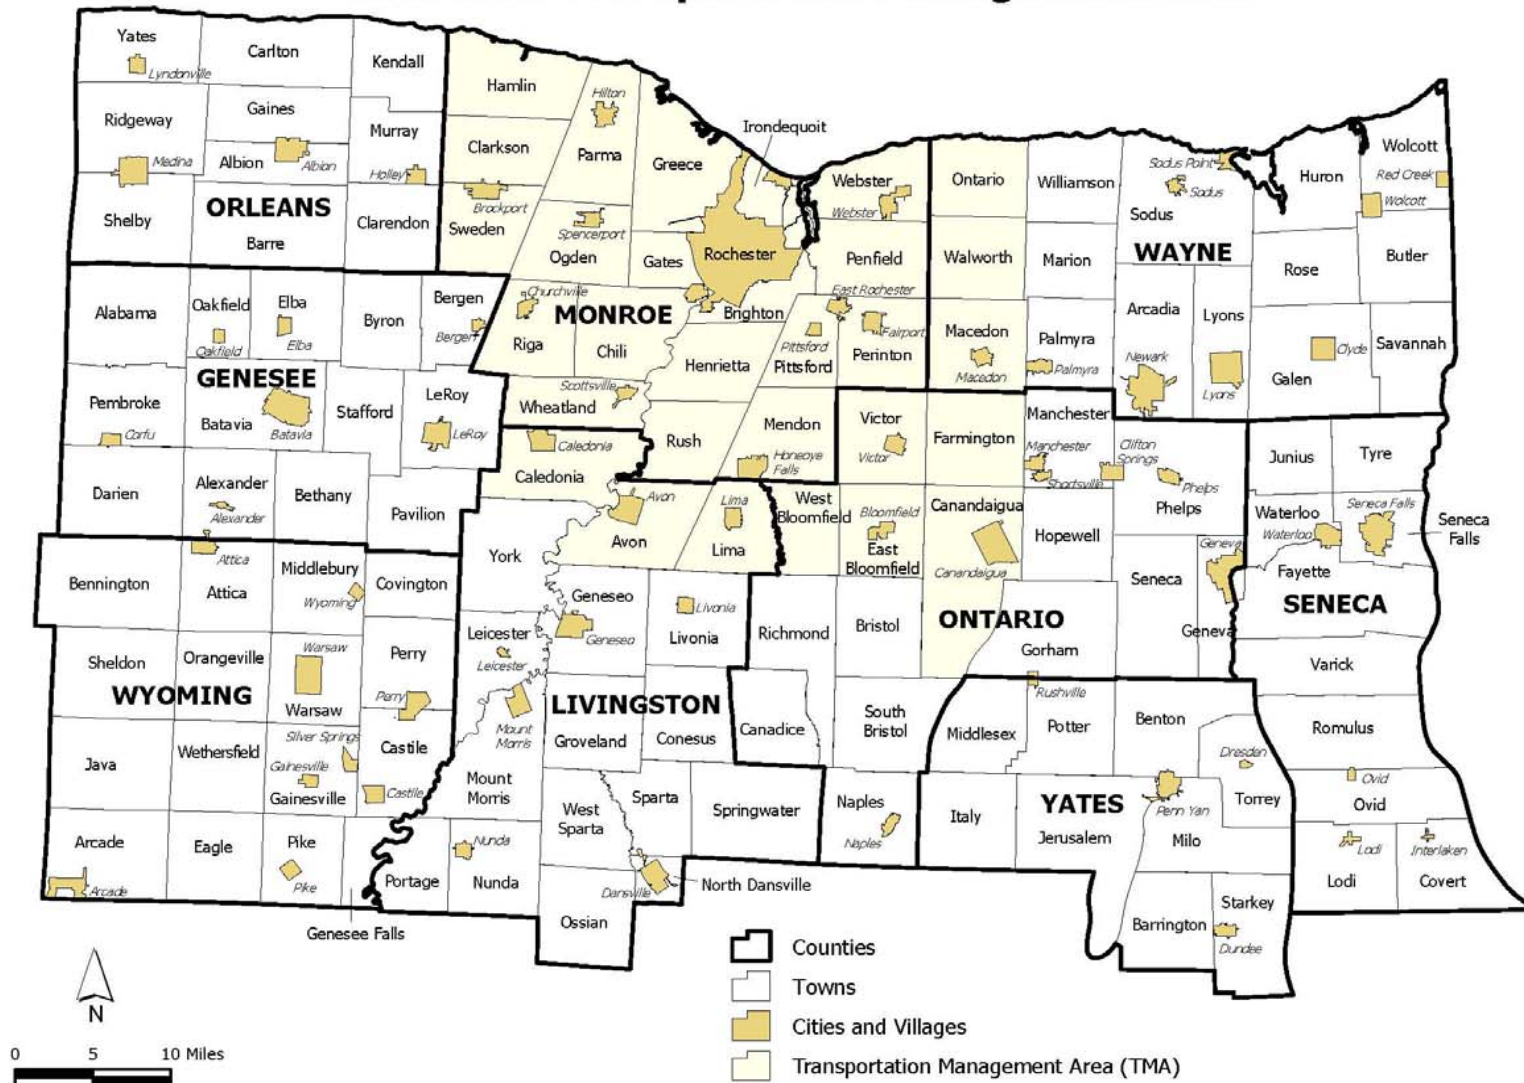 Yates
Lyndonville
Carlton
Kendall
Ridgeway
Medina
Gaines
Albion
Albion
Murray
Holley
Shelby
ORLEANS
Barre
Clarendon
Hamlin
Clarkson
Brockport
Sweden
Hilton
Parma
Greece
Irondequoit
Spencerport
Ogden
Gates
Rochester
Webster
Webster
Penfield
East Rochester
Churchville
MONROE
Brighton
Riga
Chili
Henrietta
Pittsford
Pittsford
Fairport
Perinton
Scottsville
Wheatland
Rush
Mendon
Honeoye
Falls
Ontario
Williamson
Sodus Point
Sodus
Sodus
Huron
Wolcott
Red Creek
Wolcott
Walworth
Marion
WAYNE
Rose
Butler
Macedon
Macedon
Palmyra
Palmyra
Arcadia
Newark
Lyons
Lyons
Clyde
Galen
Savannah
Alabama
Oakfield
Oakfield
Elba
Elba
Byron
Bergen
Bergen
GENESEE
Pembroke
Corfu
Batavia
Batavia
Stafford
LeRoy
LeRoy
Darien
Alexander
Alexander
Bethany
Pavilion
Caledonia
Caledonia
Avon
Avon
Lima
Lima
York
Victor
Victor
Farmington
Manchester
Manchester
Shortsville
Clifton
Springs
Phelps
Phelps
West
Bloomfield
Bloomfield
East
Bloomfield
Canandaigua
Canandaigua
Hopewell
Seneca
Geneva
Geneva
ONTARIO
Gorham
Rushville
Richmond
Bristol
Canadice
South
Bristol
Naples
Naples
Junius
Tyre
Waterloo
Waterloo
Seneca Falls
Seneca
Falls
Fayette
SENECA
Varick
Romulus
Ovid
Ovid
Lodi
Interlaken
Lodi
Covert
Bennington
Attica
Attica
Middlebury
Wyoming
Covington
Sheldon
Orangeville
Warsaw
Warsaw
Perry
Perry
WYOMING
Java
Wethersfield
Silver Springs
Gainesville
Gainesville
Castile
Castile
Arcade
Arcade
Eagle
Pike
Pike
Genesee Falls
Geneseo
Geneseo
Livonia
Livonia
Leicester
Leicester
LIVINGSTON
Mount
Morris
Groveland
Conesus
Mount
Morris
West
Sparta
Sparta
Springwater
Nunda
Nunda
Portage
Dansville
North Dansville
Ossian
Middlesex
Potter
Benton
Dresden
Italy
YATES
Jerusalem
Penn Yan
Torrey
Milo
Barrington
Starkey
Dundee
Counties
Towns
Cities and Villages
Transportation Management Area (TMA)
N
0 5 10 Miles